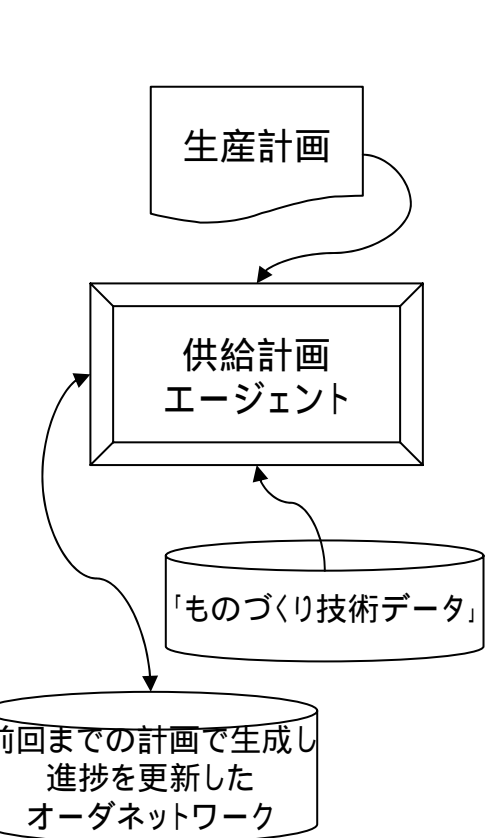 生産計画
供給計画
エージェント
「ものづくり技術データ」
前回までの計画で生成し
進捗を更新した
オーダネットワーク